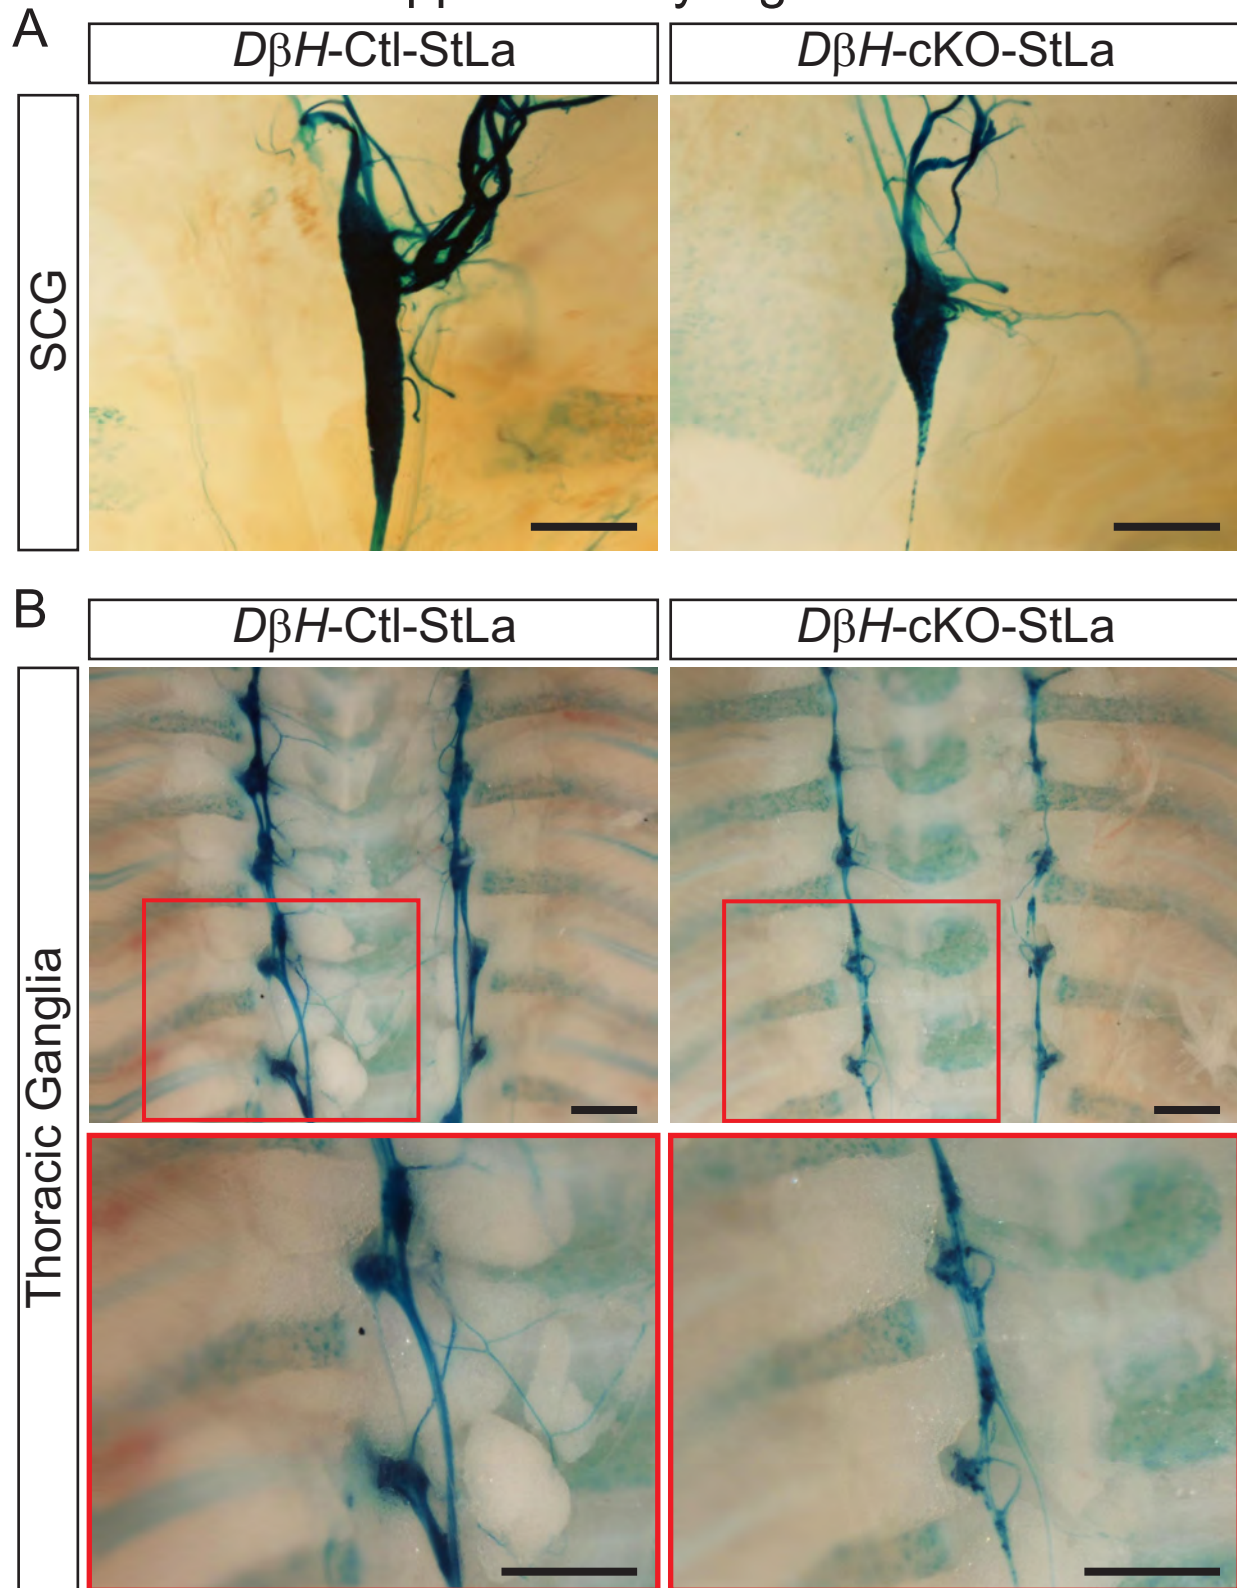 A
DβH-Ctl-StLa
DβH-cKO-StLa
SCG
B
DβH-Ctl-StLa
DβH-cKO-StLa
Thoracic Ganglia